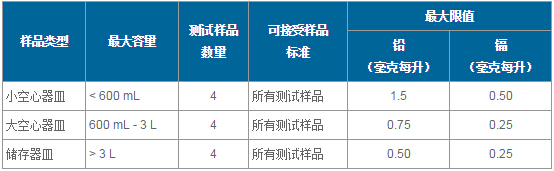 样品类型 最大容量 测试样品数量 可接受样品标准 最大限值
铅（毫克每升） 镉（毫克每升）
小空心器皿 < 600 mL 4 所有测试样品 1.5 0.50
大空心器皿 600 mL - 3 L 4 所有测试样品 0.75 0.25
储存器皿 > 3 L 4 所有测试样品 0.50 0.25